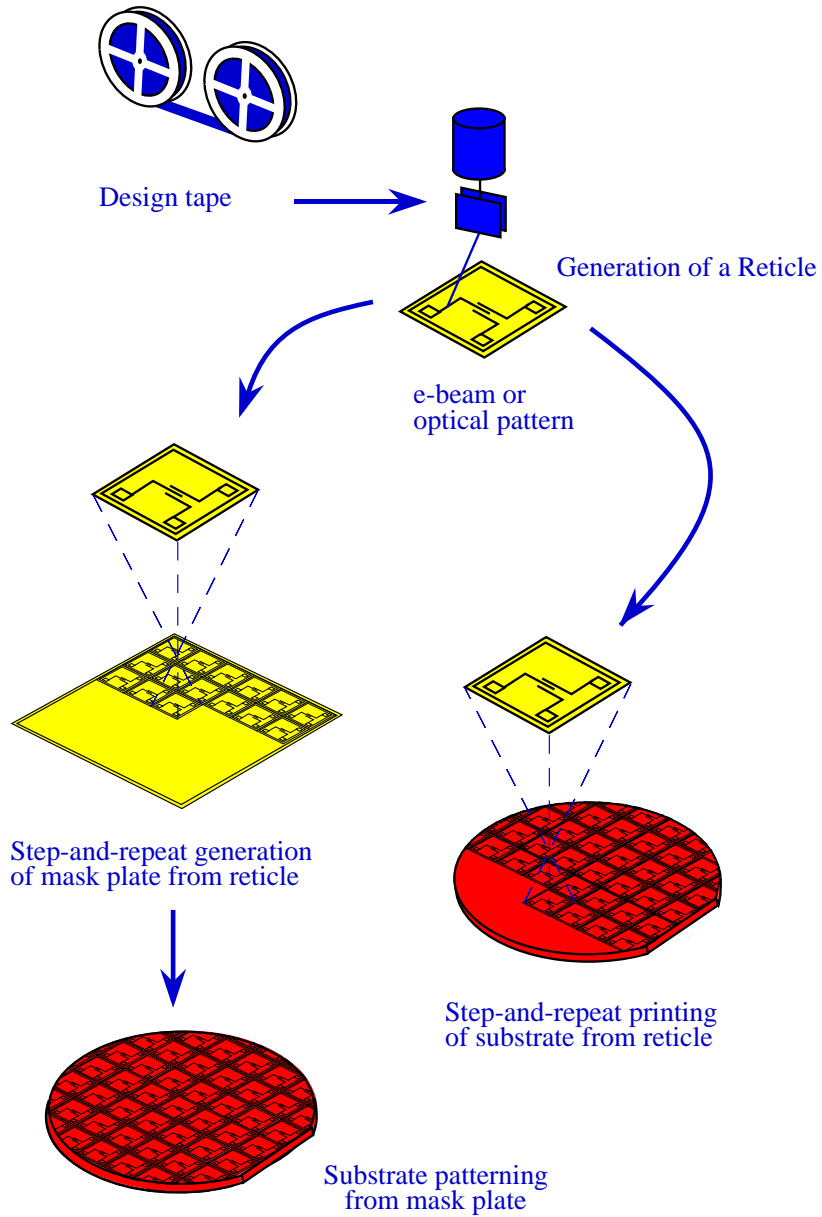 Design tape
Generation of a Reticle
e-beam or
optical pattern
Step-and-repeat generation
of mask plate from reticle
Step-and-repeat printing
of substrate from reticle
Substrate patterning
from mask plate